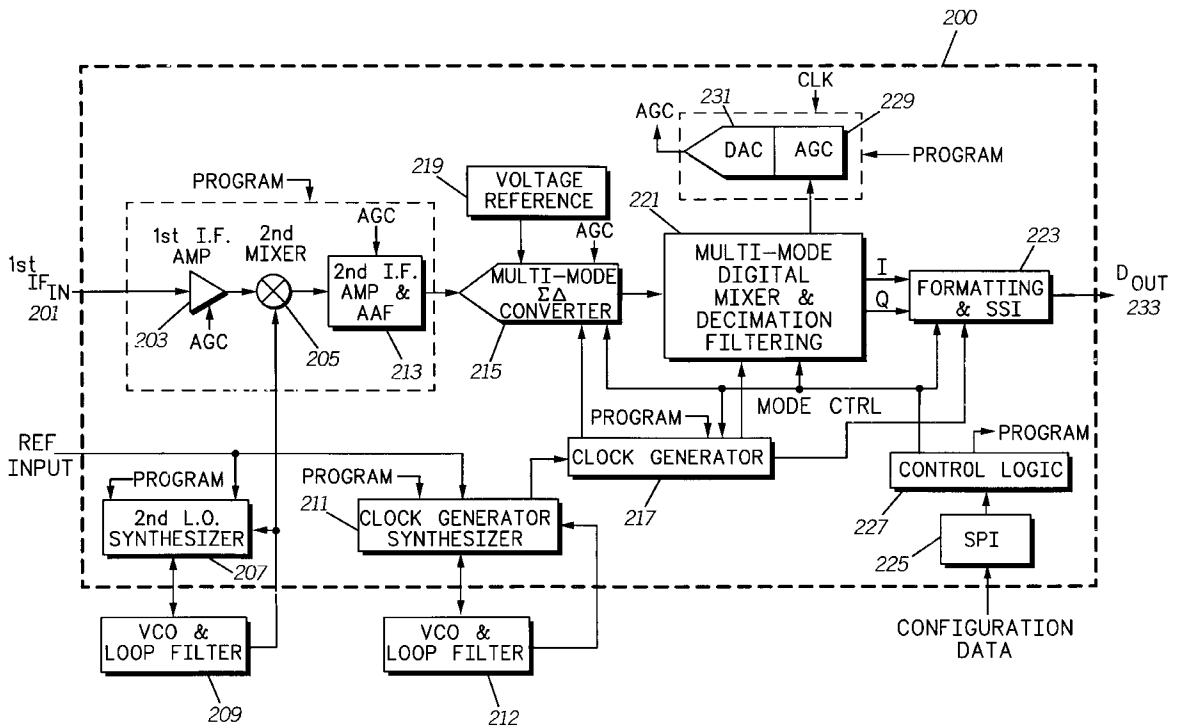 200
CLK
231
229
AGC
DAC
AGC
PROGRAM
219
VOLTAGE
REFERENCE
PROGRAM
221
1st I.F.
AMP
2nd
MIXER
AGC
AGC
223
1st
IFIN
201
2nd I.F.
AMP &
AAF
MULTI-MODE
ΣΔ
CONVERTER
MULTI-MODE
DIGITAL
MIXER &
DECIMATION
FILTERING
I
Q
FORMATTING
& SSI
DOUT
233
203
AGC
205
213
215
MODE CTRL
PROGRAM
REF
INPUT
CLOCK GENERATOR
PROGRAM
CONTROL LOGIC
PROGRAM
PROGRAM
217
227
211
2nd L.O.
SYNTHESIZER
CLOCK GENERATOR
SYNTHESIZER
207
225
SPI
VCO &
LOOP FILTER
VCO &
LOOP FILTER
CONFIGURATION
DATA
209
212